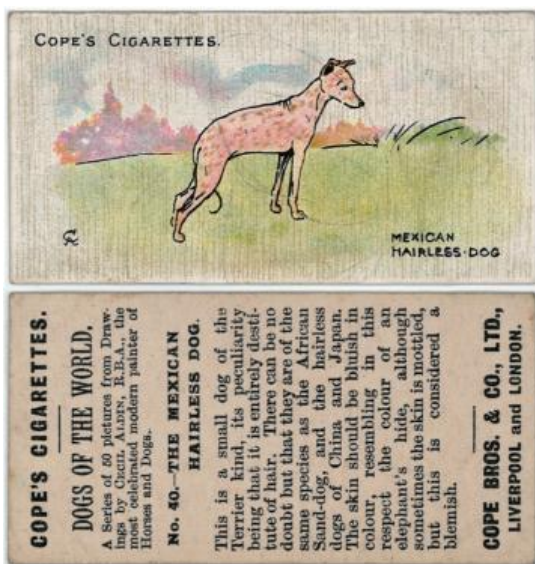 COPE'S CIGARETTES.
MEXICAN
HAIRLESS·DOG
COPE'S CIGARETTES.
DOGS OF THE WORLD.
A Series of 50 pictures from Draw-
ings by CECIL ALDIN, R.B.A., the
most celebrated modern painter of
Horses and Dogs.
No. 40.—THE MEXICAN
HAIRLESS DOG.
This is a small dog of the
Terrier kind, its peculiarity
being that it is entirely desti-
tute of hair. There can be no
doubt but that they are of the
same species as the African
Sand-dog, and the hairless
dogs of China and Japan.
The skin should be bluish in
colour, resembling in this
respect the colour of an
elephant's hide, although
sometimes the skin is mottled,
but this is considered a
blemish.
COPE BROS. & CO., LTD.,
LIVERPOOL and LONDON.